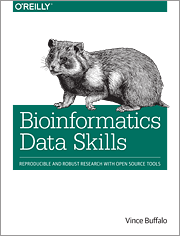 O'REILLY®
Bioinformatics
Data Skills
REPRODUCIBLE AND ROBUST RESEARCH WITH OPEN SOURCE TOOLS
Vince Buffalo